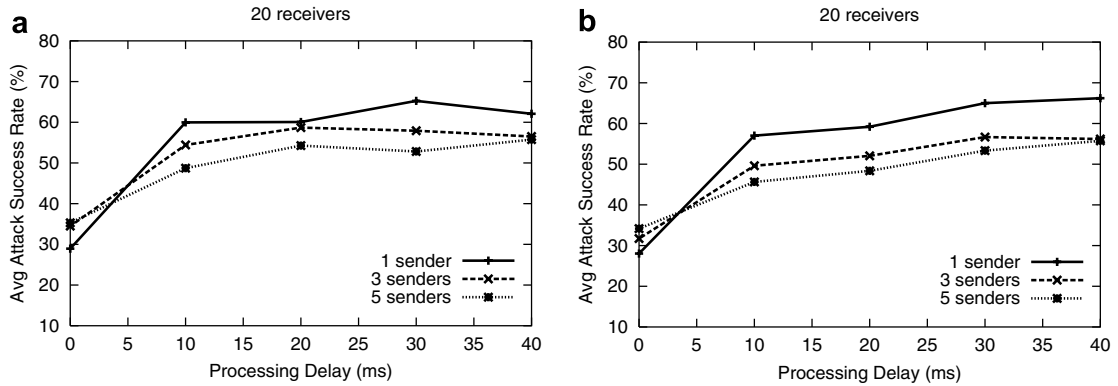 a
20 receivers
Avg Attack Success Rate (%)
80
70
60
50
40
30
20
10
0 5 10 15 20 25 30 35 40
Processing Delay (ms)
1 sender
3 senders
5 senders
b
20 receivers
Avg Attack Success Rate (%)
80
70
60
50
40
30
20
10
0 5 10 15 20 25 30 35 40
Processing Delay (ms)
1 sender
3 senders
5 senders